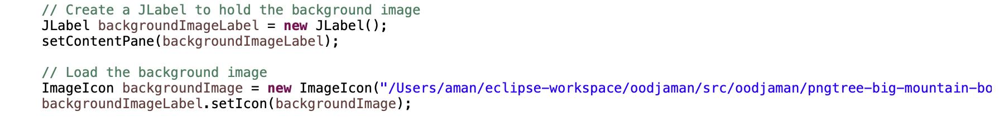 // Create a JLabel to hold the background image
JLabel backgroundImageLabel = new JLabel();
setContentPane(backgroundImageLabel);
// Load the background image
ImageIcon backgroundImage = new ImageIcon("/Users/aman/eclipse-workspace/oodjaman/src/oodjaman/pngtree-big-mountain-bo
backgroundImageLabel.setIcon(backgroundImage);